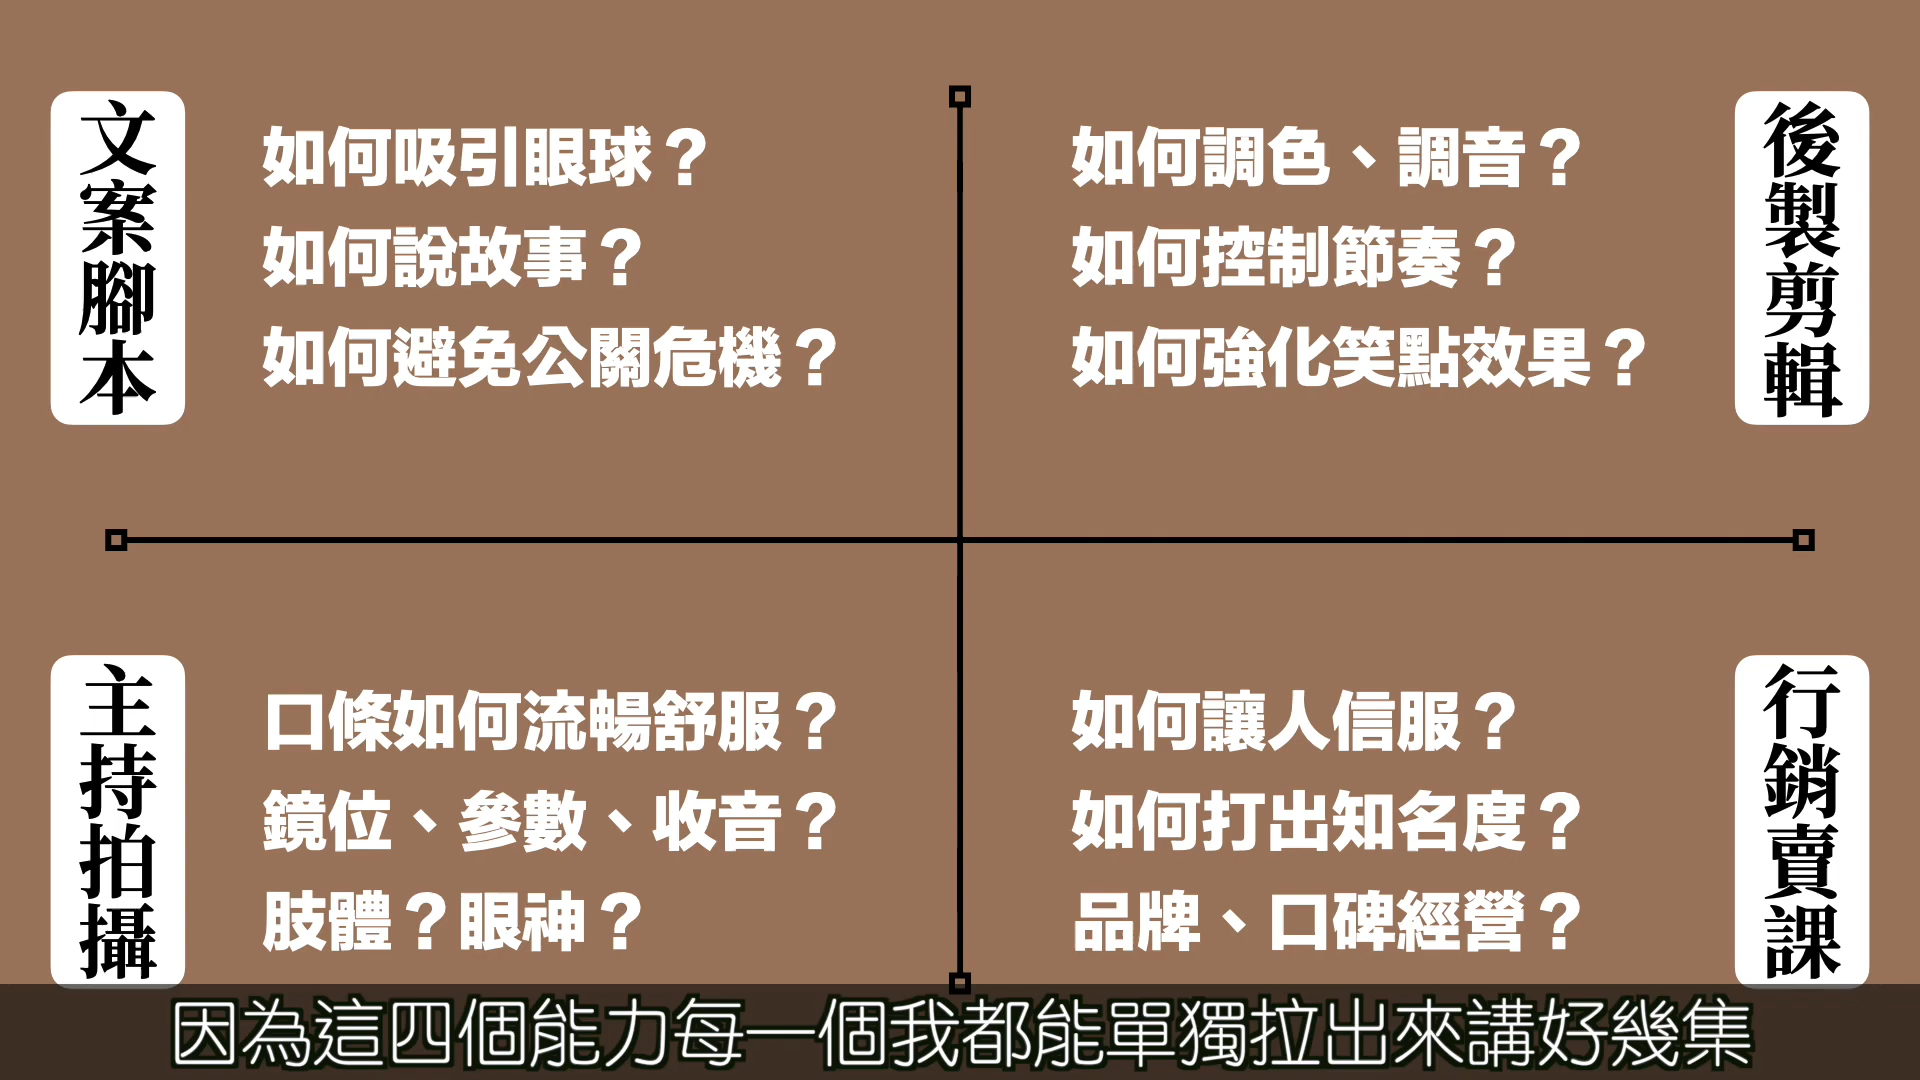 文案腳本
如何吸引眼球？
如何說故事？
如何避免公關危機？
後製剪輯
如何調色、調音？
如何控制節奏？
如何強化笑點效果？
主持拍攝
口條如何流暢舒服？
鏡位、參數、收音？
肢體？眼神？
行銷賣課
如何讓人信服？
如何打出知名度？
品牌、口碑經營？
因為這四個能力每一個我都能單獨拉出來講好幾集